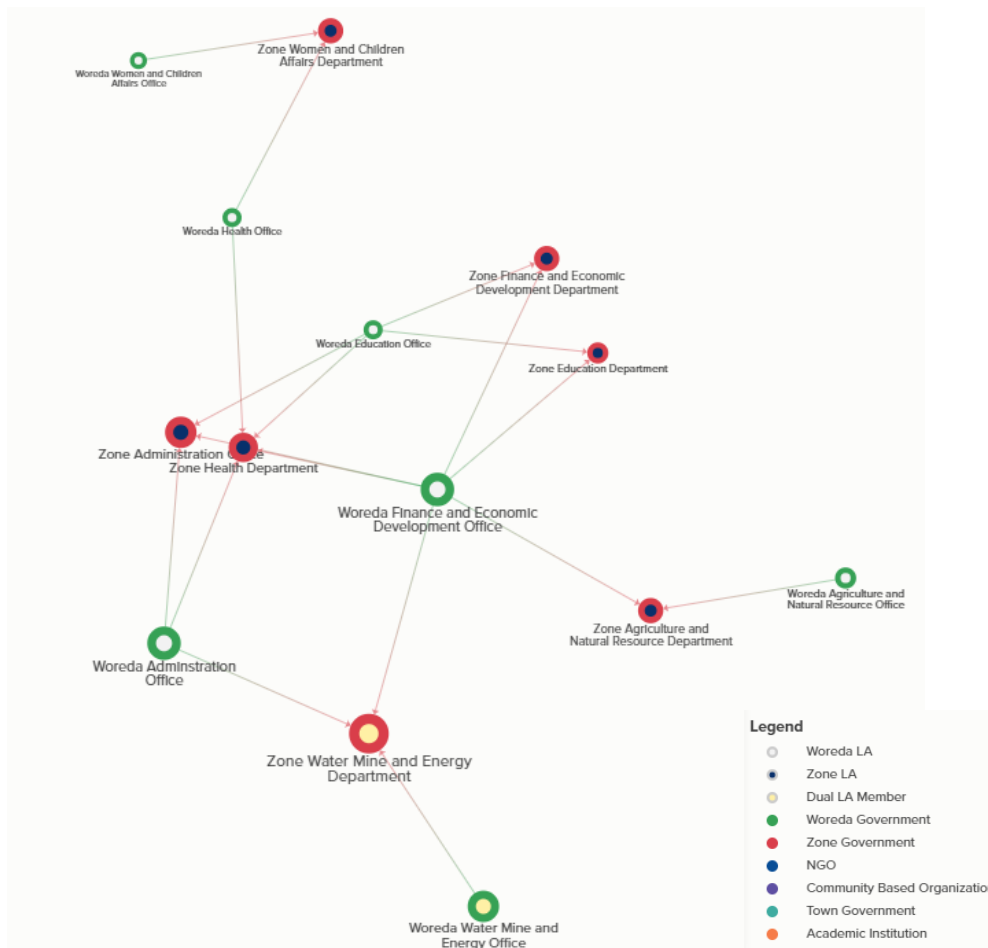 Zone Women and Children
Affairs Department
Woreda Women and Children
Affairs Office
Woreda Health Office
Zone Finance and Economic
Development Department
Woreda Education Office
Zone Education Department
Zone Administration
Zone Health Department
Woreda Finance and Economic
Development Office
Woreda Agriculture and
Natural Resource Office
Zone Agriculture and
Natural Resource Department
Woreda Adminstration
Office
Zone Water Mine and Energy
Department
Woreda Water Mine and
Energy Office
Legend
Woreda LA
Zone LA
Dual LA Member
Woreda Government
Zone Government
NGO
Community Based Organizatio
Town Government
Academic Institution